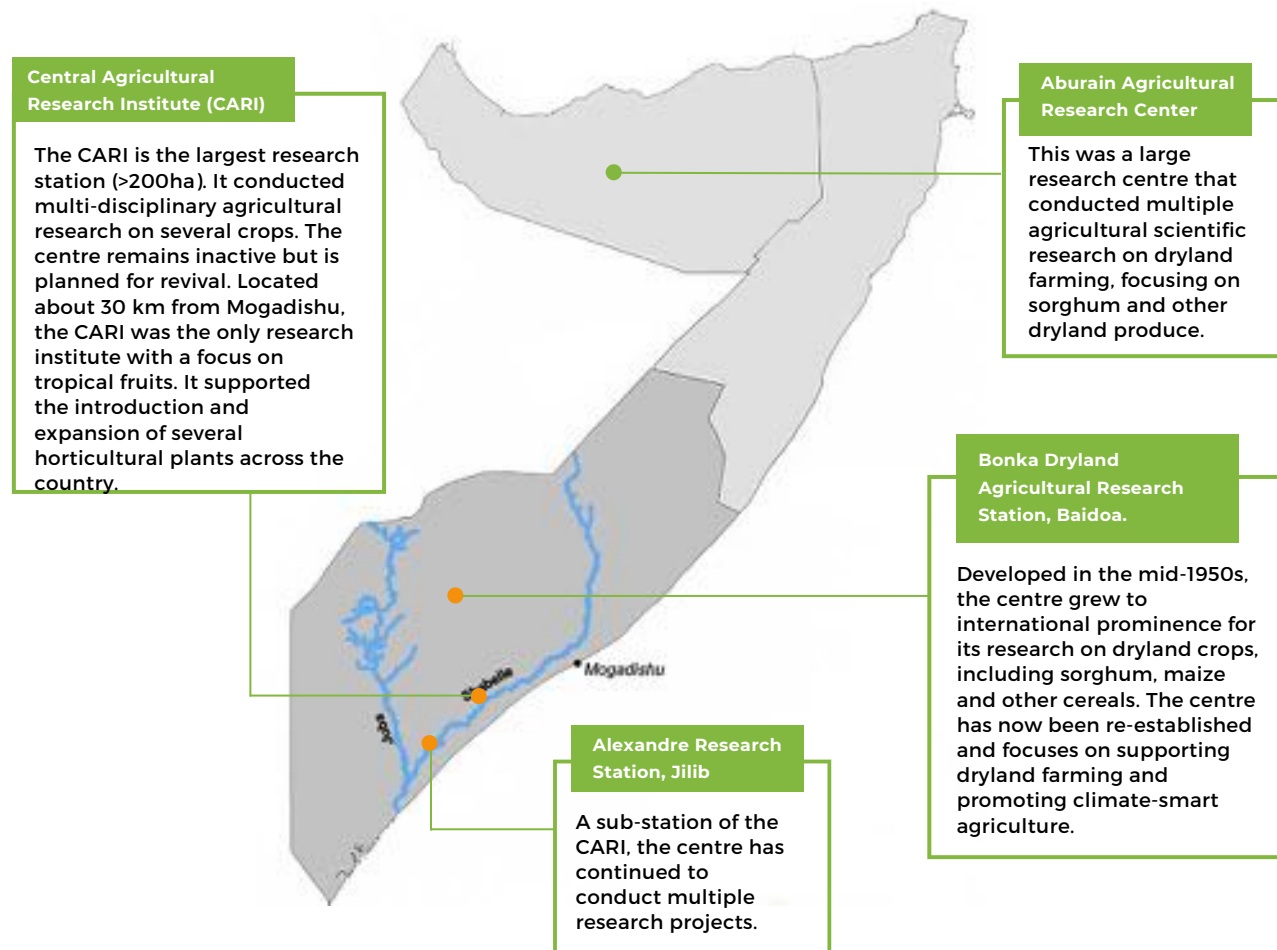 Central Agricultural
Research Institute (CARI)
The CARI is the largest research
station (>200ha). It conducted
multi-disciplinary agricultural
research on several crops. The
centre remains inactive but is
planned for revival. Located
about 30 km from Mogadishu,
the CARI was the only research
institute with a focus on
tropical fruits. It supported
the introduction and
expansion of several
horticultural plants across the
country.
Aburain Agricultural
Research Center
This was a large
research centre that
conducted multiple
agricultural scientific
research on dryland
farming, focusing on
sorghum and other
dryland produce.
Bonka Dryland
Agricultural Research
Station, Baidoa.
Developed in the mid-1950s,
the centre grew to
international prominence for
its research on dryland crops,
including sorghum, maize
and other cereals. The centre
has now been re-established
and focuses on supporting
dryland farming and
promoting climate-smart
agriculture.
Mogadishu
Juba
Alexandre Research
Station, Jilib
A sub-station of the
CARI, the centre has
continued to
conduct multiple
research projects.